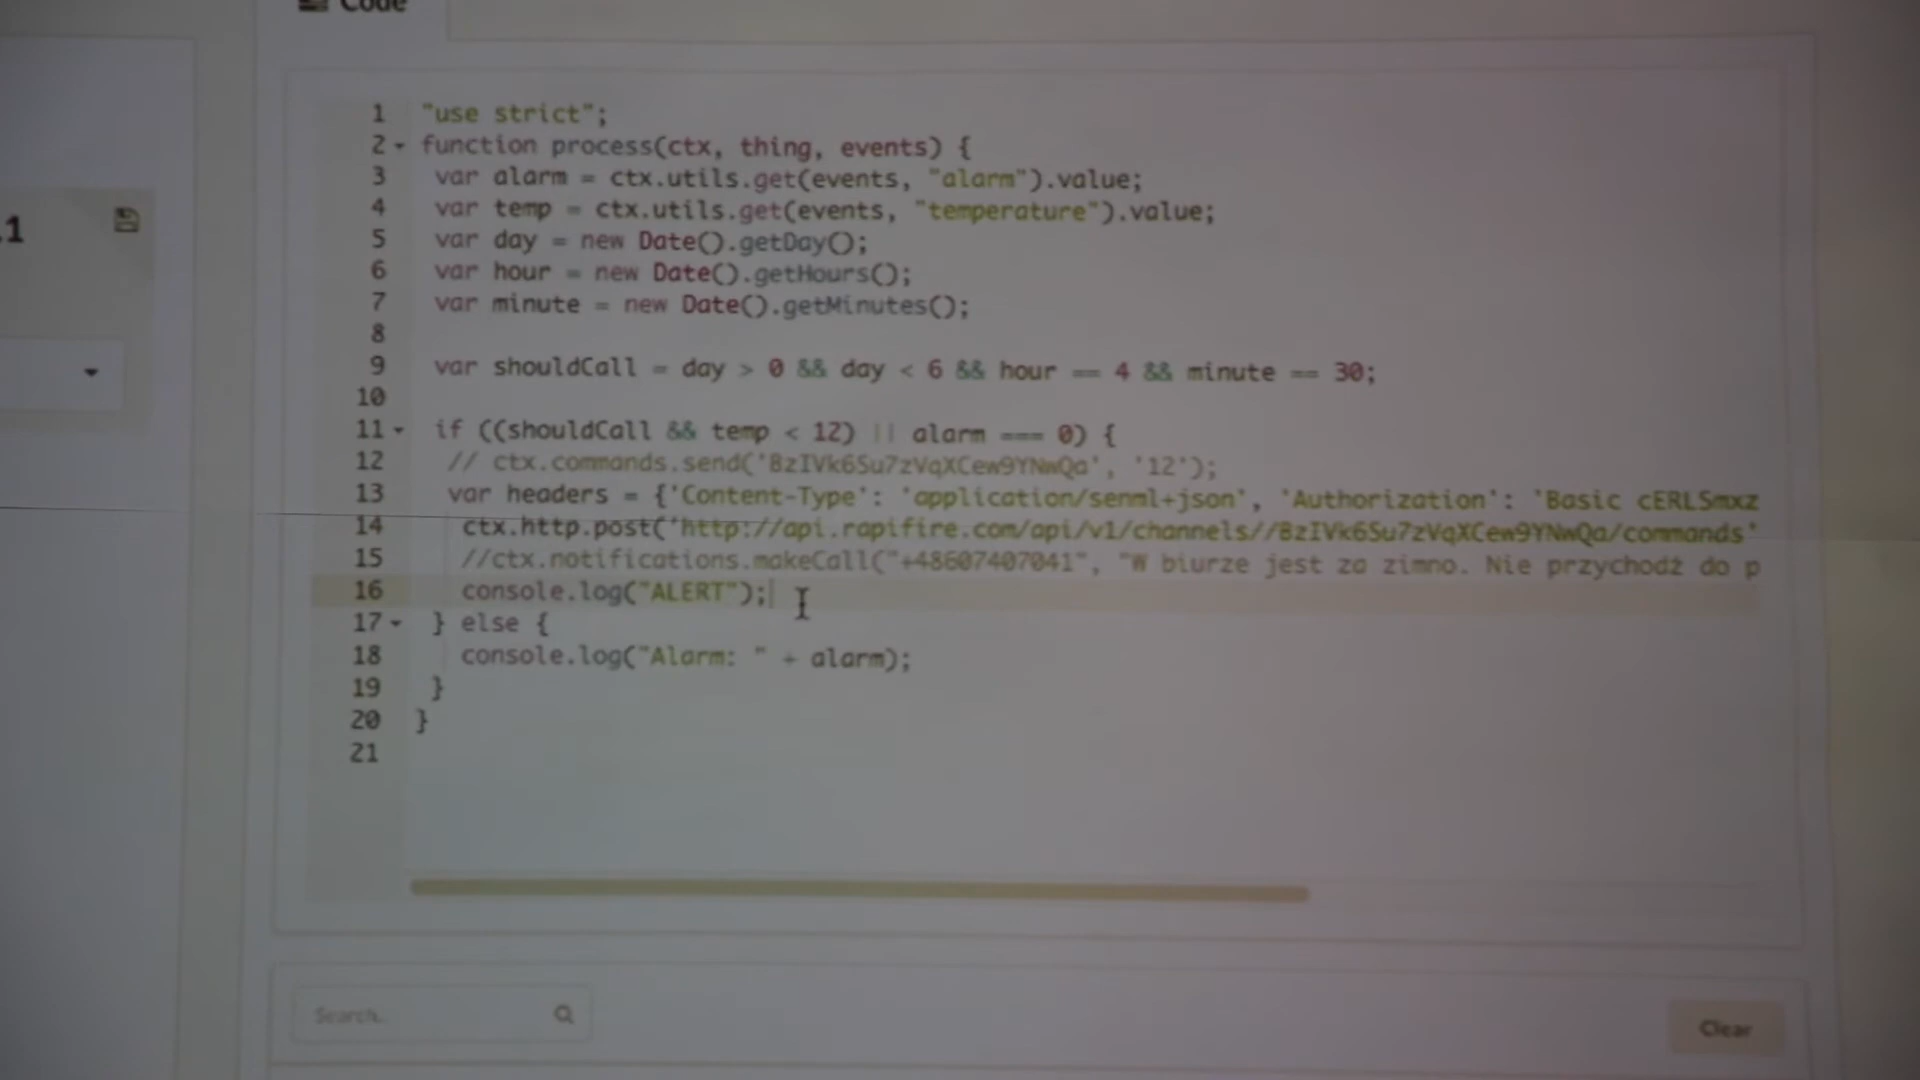 Code
.1
1 "use strict";
2 function process(ctx, thing, events) {
3 var alarm = ctx.utils.get(events, "alarm").value;
4 var temp = ctx.utils.get(events, "temperature").value;
5 var day = new Date().getDay();
6 var hour = new Date().getHours();
7 var minute = new Date().getMinutes();
8
9 var shouldCall = day > 0 && day < 6 && hour == 4 && minute == 30;
10
11 if ((shouldCall && temp < 12) || alarm === 0) {
12 // ctx.commands.send('BzIVk6Su7zVqXCew9YNwQa', '12');
13 var headers = {'Content-Type': 'application/senml+json', 'Authorization': 'Basic cERLSmxz
14 ctx.http.post('http://api.rapifire.com/api/v1/channels//BzIVk6Su7zVqXCew9YNwQa/commands'
15 //ctx.notifications.makeCall("+48607407041", "W biurze jest za zimno. Nie przychodź do p
16 console.log("ALERT");
17 } else {
18 console.log("Alarm: " + alarm);
19 }
20 }
21
Search..
Clear